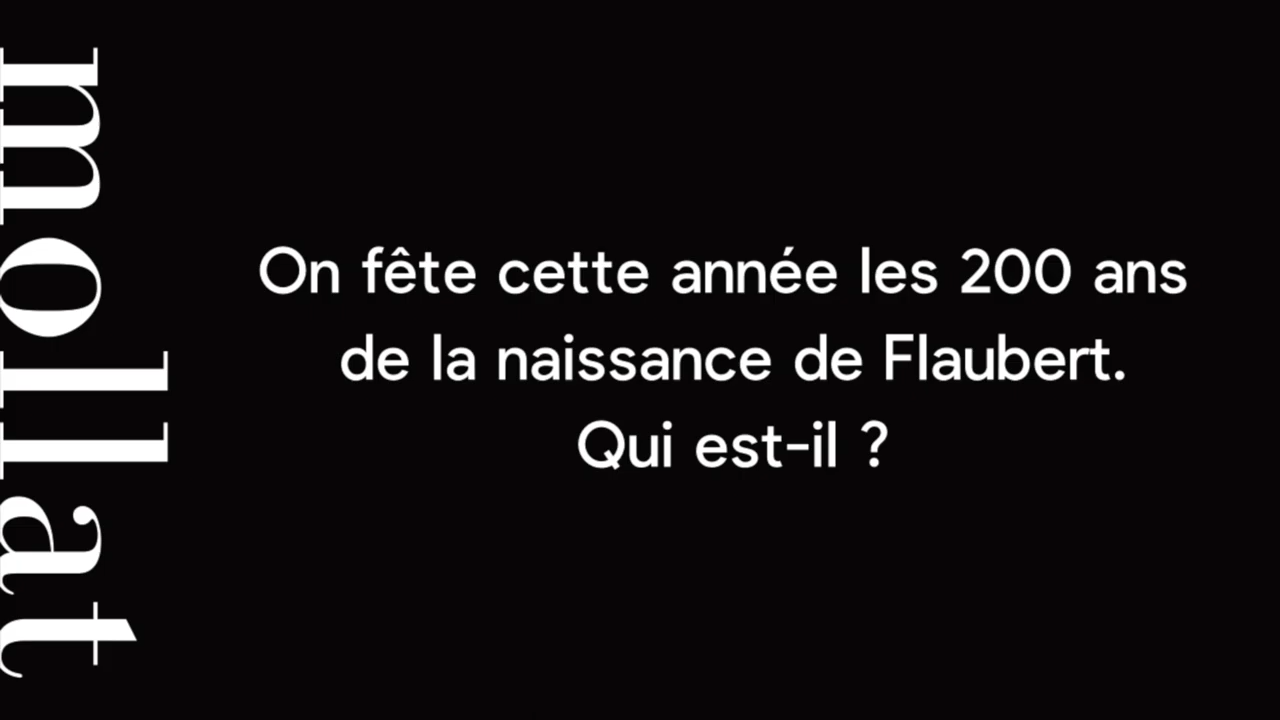 mollat
On fête cette année les 200 ans
de la naissance de Flaubert.
Qui est-il ?